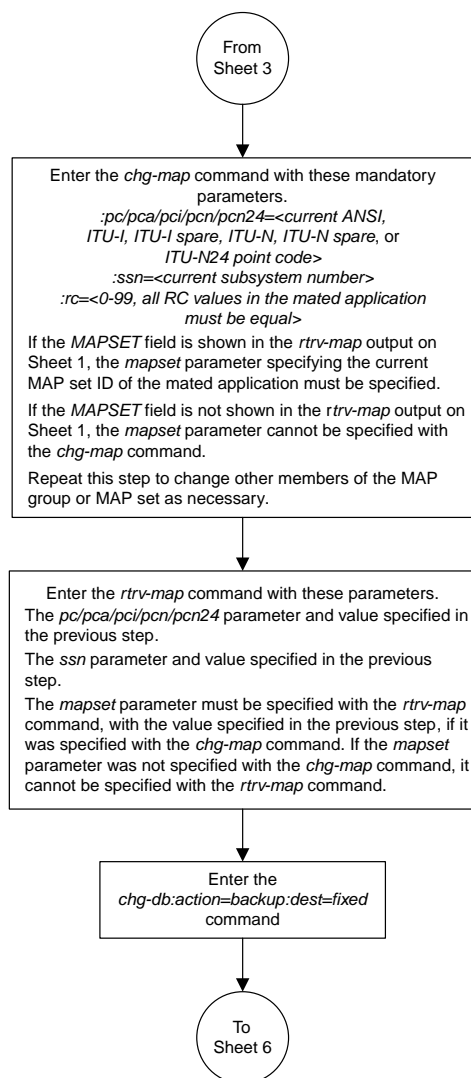 From
Sheet 3
Enter the chg-map command with these mandatory
parameters.
:pc/pca/pci/pcn/pcn24=<current ANSI,
ITU-I, ITU-I spare, ITU-N, ITU-N spare, or
ITU-N24 point code>
:ssn=<current subsystem number>
:rc=<0-99, all RC values in the mated application
must be equal>
If the MAPSET field is shown in the rtrv-map output on
Sheet 1, the mapset parameter specifying the current
MAP set ID of the mated application must be specified.
If the MAPSET field is not shown in the rtrv-map output on
Sheet 1, the mapset parameter cannot be specified with
the chg-map command.
Repeat this step to change other members of the MAP
group or MAP set as necessary.
Enter the rtrv-map command with these parameters.
The pc/pca/pci/pcn/pcn24 parameter and value specified in
the previous step.
The ssn parameter and value specified in the previous
step.
The mapset parameter must be specified with the rtrv-map
command, with the value specified in the previous step, if it
was specified with the chg-map command. If the mapset
parameter was not specified with the chg-map command, it
cannot be specified with the rtrv-map command.
Enter the
chg-db:action=backup:dest=fixed
command
To
Sheet 6